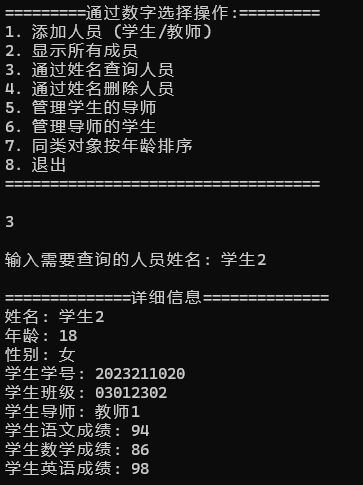 =========通过数字选择操作:=========
1. 添加人员 (学生/教师)
2. 显示所有成员
3. 通过姓名查询人员
4. 通过姓名删除人员
5. 管理学生的导师
6. 管理导师的学生
7. 同类对象按年龄排序
8. 退出
===================================
3
输入需要查询的人员姓名: 学生2
==============详细信息==============
姓名: 学生2
年龄: 18
性别: 女
学生学号: 2023211020
学生班级: 03012302
学生导师: 教师1
学生语文成绩: 94
学生数学成绩: 86
学生英语成绩: 98